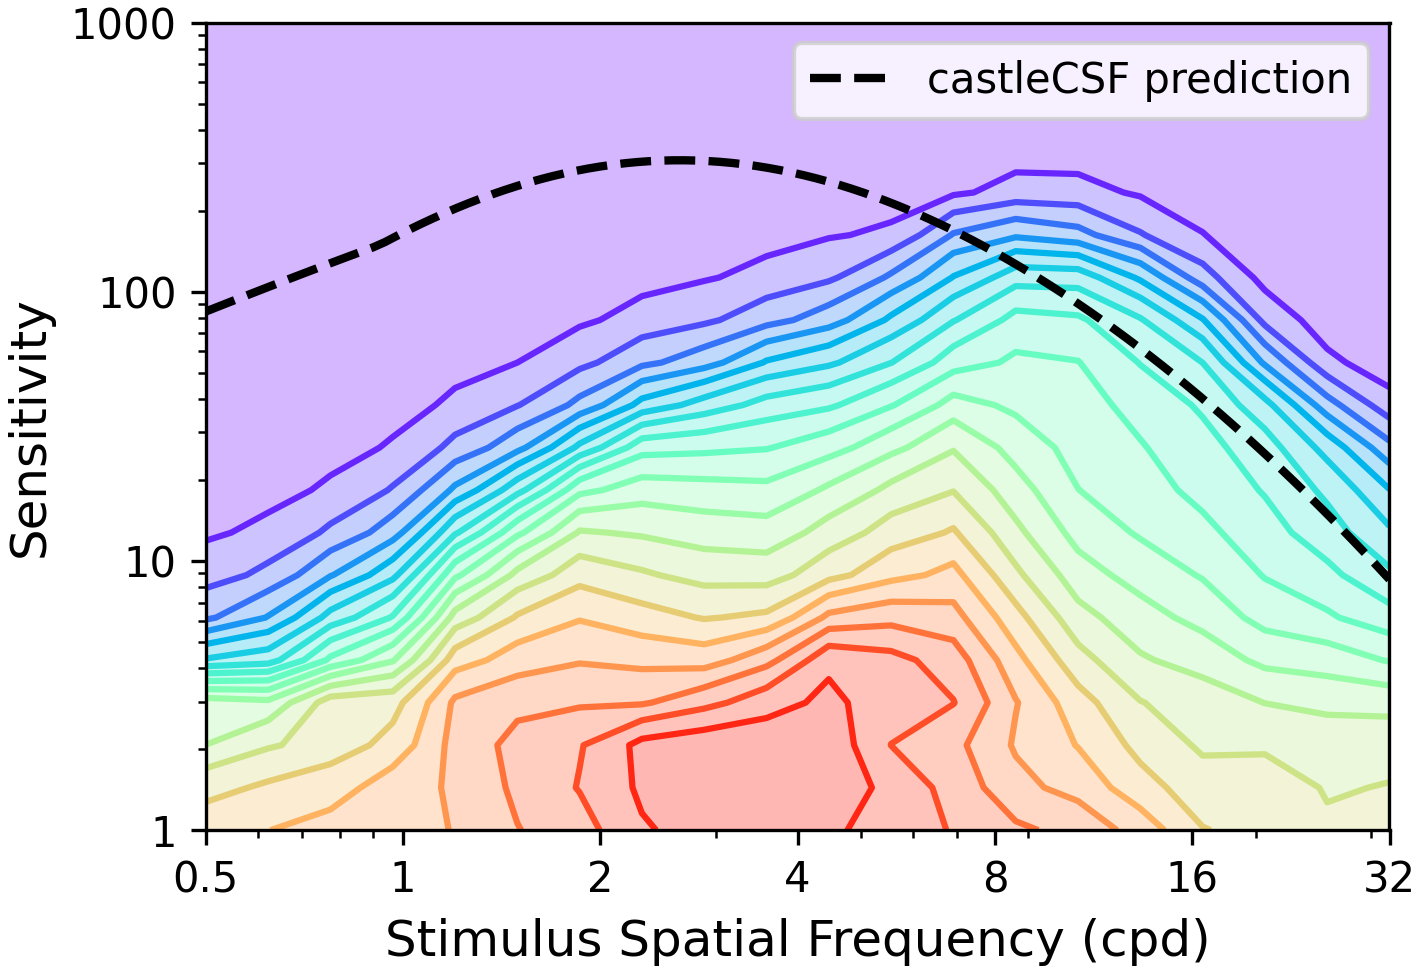 1000
castleCSF prediction
100
Sensitivity
10
1
0.5 1 2 4 8 16 32
Stimulus Spatial Frequency (cpd)